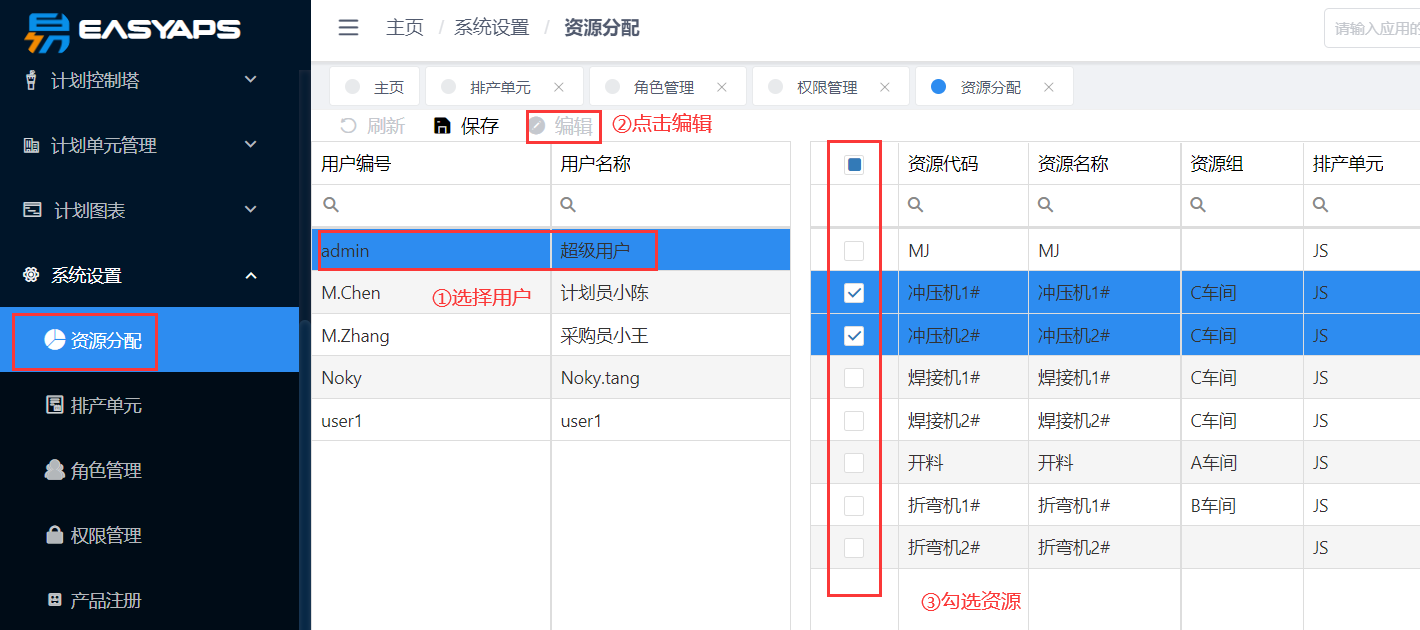 EASYAPS
计划控制塔
计划单元管理
计划图表
系统设置
资源分配
排产单元
角色管理
权限管理
产品注册
主页 / 系统设置 / 资源分配
请输入应用的
主页 排产单元 角色管理 权限管理 资源分配
刷新 保存 编辑 ②点击编辑
用户编号 用户名称
admin 超级用户
M.Chen 计划员小陈
①选择用户
M.Zhang 采购员小王
Noky Noky.tang
user1 user1
资源代码 资源名称 资源组 排产单元
MJ MJ JS
冲压机1# 冲压机1# C车间 JS
冲压机2# 冲压机2# C车间 JS
焊接机1# 焊接机1# C车间 JS
焊接机2# 焊接机2# C车间 JS
开料 开料 A车间 JS
折弯机1# 折弯机1# B车间 JS
折弯机2# 折弯机2# JS
③勾选资源